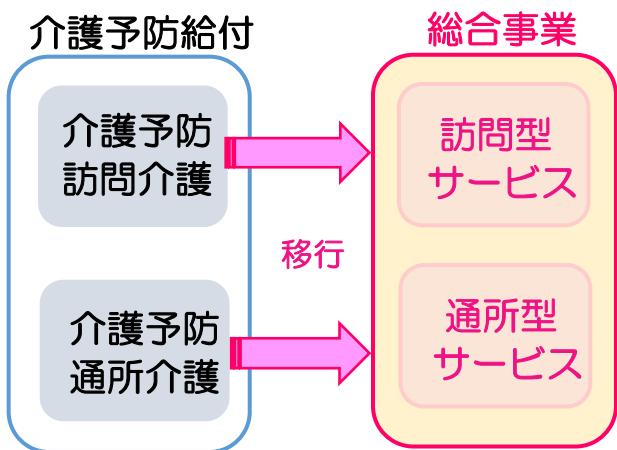 介護予防給付
介護予防
訪問介護
介護予防
通所介護
移行
総合事業
訪問型
サービス
通所型
サービス